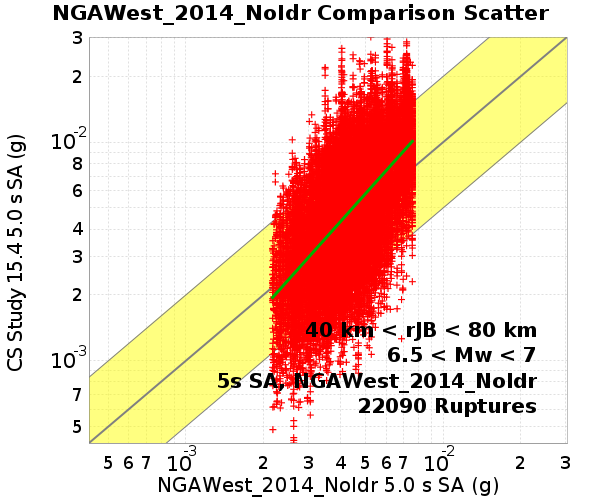 NGAWest_2014_NoIdr Comparison Scatter
CS Study 15.4 5.0 s SA (g)
3
2
10-2
8
6
4
3
2
10-3
7
5
40 km < rJB < 80 km
6.5 < Mw < 7
5s SA, NGAWest_2014_NoIdr
22090 Ruptures
5 6 7 10-3 2 3 4 5 6 7 10-2 2 3
NGAWest_2014_NoIdr 5.0 s SA (g)